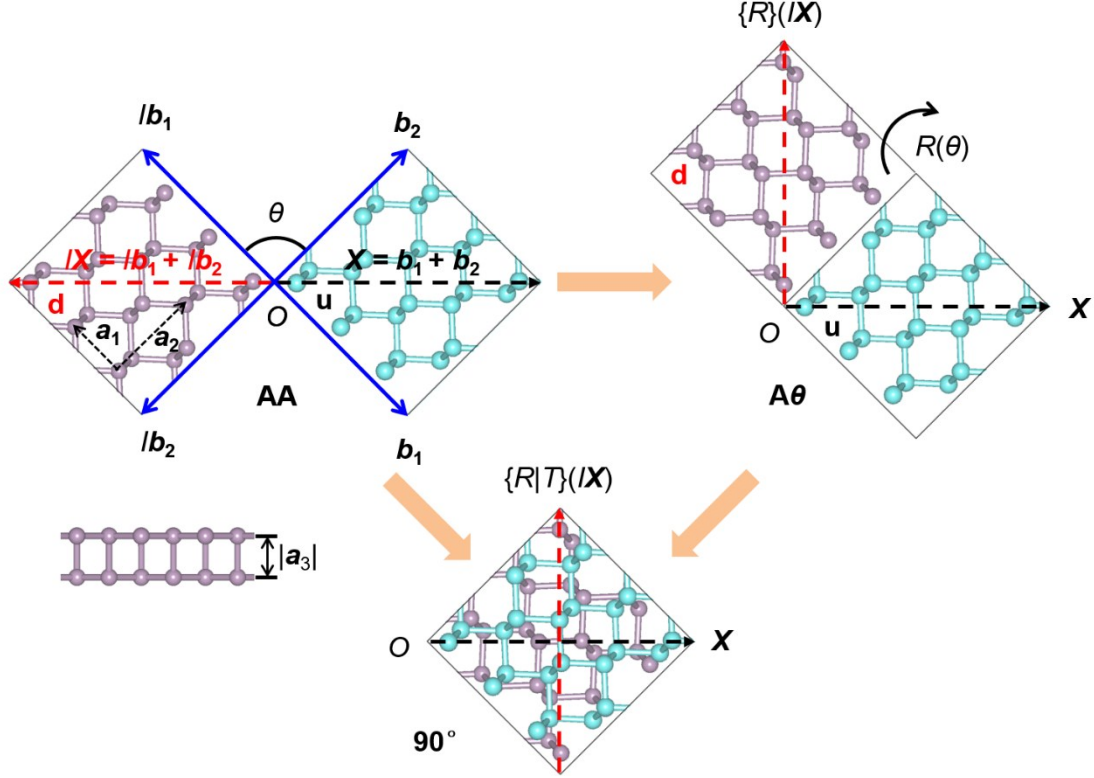 {R}(IX)
Ib₁
b₂
R(θ)
d
θ
IX = Ib₁ + Ib₂
X = b₁ + b₂
d
u
O
a₁
a₂
O
u
X
AA
Aθ
Ib₂
b₁
{R|T}(IX)
|a₃|
O
X
90°